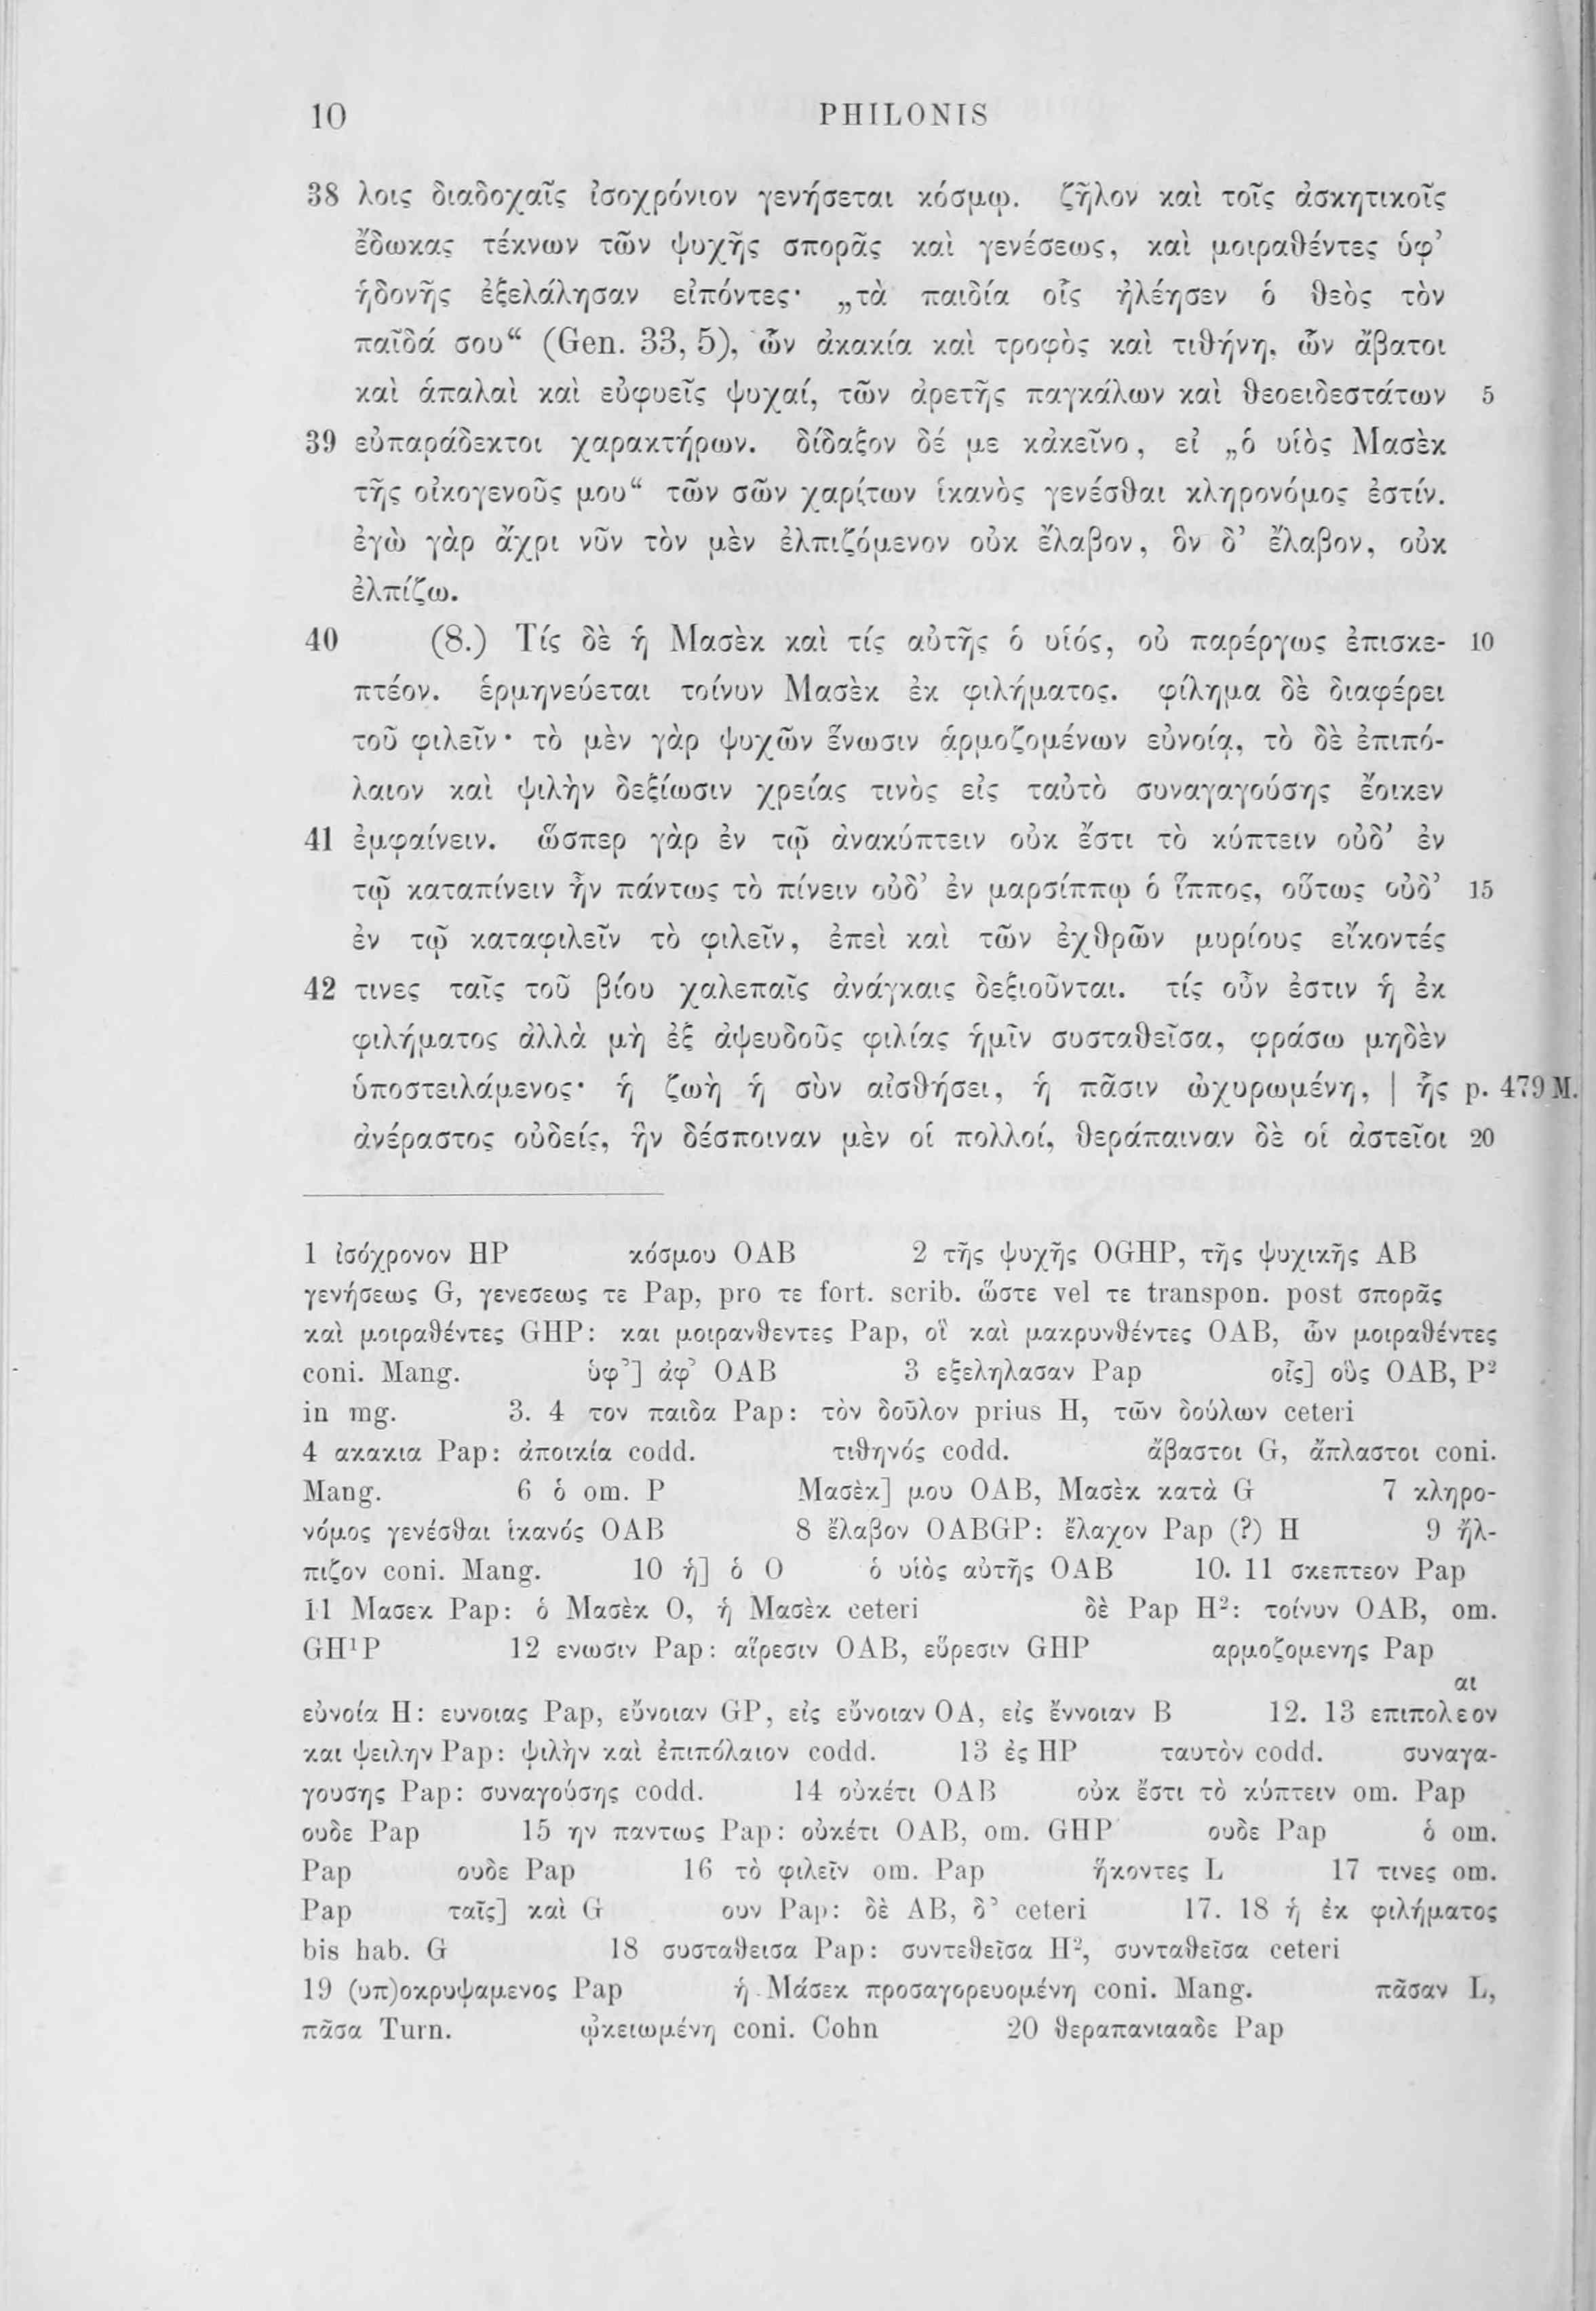 10 PHILONIS
38 λοις διαδοχαῖς ἰσοχρόνιον γενήσεται κόσμῳ. ζῆλον καὶ τοῖς ἀσκητικοῖς
ἔδωκας τέκνων τῶν ψυχῆς σπορᾶς καὶ γενέσεως, καὶ μοιραθέντες ὑφ’
ἡδονῆς ἐξελάλησαν εἰπόντες· „τὰ παιδία οἷς ἠλέησεν ὁ θεὸς τὸν
παῖδά σου“ (Gen. 33, 5), ὧν ἀκακία καὶ τροφὸς καὶ τιθήνη, ὧν ἄβατοι
καὶ ἁπαλαὶ καὶ εὐφυεῖς ψυχαί, τῶν ἀρετῆς παγκάλων καὶ θεοειδεστάτων 5
39 εὐπαράδεκτοι χαρακτήρων. δίδαξον δέ με κἀκεῖνο, εἰ „ὁ υἱὸς Μασὲκ
τῆς οἰκογενοῦς μου“ τῶν σῶν χαρίτων ἱκανὸς γενέσθαι κληρονόμος ἐστίν.
ἐγὼ γὰρ ἄχρι νῦν τὸν μὲν ἐλπιζόμενον οὐκ ἔλαβον, ὃν δ’ ἔλαβον, οὐκ
ἐλπίζω.
40 (8.) Τίς δὲ ἡ Μασὲκ καὶ τίς αὐτῆς ὁ υἱός, οὐ παρέργως ἐπισκε- 10
πτέον. ἑρμηνεύεται τοίνυν Μασὲκ ἐκ φιλήματος. φίλημα δὲ διαφέρει
τοῦ φιλεῖν· τὸ μὲν γὰρ ψυχῶν ἕνωσιν ἁρμοζομένων εὐνοίᾳ, τὸ δὲ ἐπιπό-
λαιον καὶ ψιλὴν δεξίωσιν χρείας τινὸς εἰς ταὐτὸ συναγαγούσης ἔοικεν
41 ἐμφαίνειν. ὥσπερ γὰρ ἐν τῷ ἀνακύπτειν οὐκ ἔστι τὸ κύπτειν οὐδ’ ἐν
τῷ καταπίνειν ἦν πάντως τὸ πίνειν οὐδ’ ἐν μαρσίππῳ ὁ ἵππος, οὕτως οὐδ’ 15
ἐν τῷ καταφιλεῖν τὸ φιλεῖν, ἐπεὶ καὶ τῶν ἐχθρῶν μυρίους εἴκοντές
42 τινες ταῖς τοῦ βίου χαλεπαῖς ἀνάγκαις δεξιοῦνται. τίς οὖν ἐστιν ἡ ἐκ
φιλήματος ἀλλὰ μὴ ἐξ ἀψευδοῦς φιλίας ἡμῖν συσταθεῖσα, φράσω μηδὲν
ὑποστειλάμενος· ἡ ζωὴ ἡ σὺν αἰσθήσει, ἡ πᾶσιν ὠχυρωμένη, | ἧς p. 479 M.
ἀνέραστος οὐδείς, ἣν δέσποιναν μὲν οἱ πολλοί, θεράπαιναν δὲ οἱ ἀστεῖοι 20
1 ἰσόχρονον HP κόσμου OAB 2 τῆς ψυχῆς OGHP, τῆς ψυχικῆς AB
γενήσεως G, γενεσεως τε Pap, pro τε fort. scrib. ὥστε vel τε transpon. post σπορᾶς
καὶ μοιραθέντες GHP: και μοιρανθεντες Pap, οἳ καὶ μακρυνθέντες OAB, ὧν μοιραθέντες
coni. Mang. ὑφ’] ἀφ’ OAB 3 εξεληλασαν Pap οἷς] οὓς OAB, P²
in mg. 3. 4 τον παιδα Pap: τὸν δοῦλον prius H, τῶν δούλων ceteri
4 ακακια Pap: ἀποικία codd. τιθηνός codd. ἄβαστοι G, ἄπλαστοι coni.
Mang. 6 ὁ om. P Μασὲκ] μου OAB, Μασὲκ κατὰ G 7 κληρο-
νόμος γενέσθαι ἱκανός OAB 8 ἔλαβον OABGP: ἔλαχον Pap (?) H 9 ἤλ-
πιζον coni. Mang. 10 ἡ] ὁ O ὁ υἱὸς αὐτῆς OAB 10. 11 σκεπτεον Pap
11 Μασεκ Pap: ὁ Μασὲκ O, ἡ Μασὲκ ceteri δὲ Pap H²: τοίνυν OAB, om.
GH¹P 12 ενωσιν Pap: αἵρεσιν OAB, εὕρεσιν GHP αρμοζομενης Pap
αι
εὐνοία H: ευνοιας Pap, εὔνοιαν GP, εἰς εὔνοιαν OA, εἰς ἔννοιαν B 12. 13 επιπολεον
και ψειλην Pap: ψιλὴν καὶ ἐπιπόλαιον codd. 13 ἐς HP ταυτὸν codd. συναγα-
γουσης Pap: συναγούσης codd. 14 οὐκέτι OAB οὐκ ἔστι τὸ κύπτειν om. Pap
ουδε Pap 15 ην παντως Pap: οὐκέτι OAB, om. GHP ουδε Pap ὁ om.
Pap ουδε Pap 16 τὸ φιλεῖν om. Pap ἥκοντες L 17 τινες om.
Pap ταῖς] καὶ G ουν Pap: δὲ AB, δ’ ceteri 17. 18 ἡ ἐκ φιλήματος
bis hab. G 18 συσταθεισα Pap: συντεθεῖσα H², συνταθεῖσα ceteri
19 (υπ)οκρυψαμενος Pap ἡ Μάσεκ προσαγορευομένη coni. Mang. πᾶσαν L,
πᾶσα Turn. ᾠκειωμένη coni. Cohn 20 θεραπανιααδε Pap